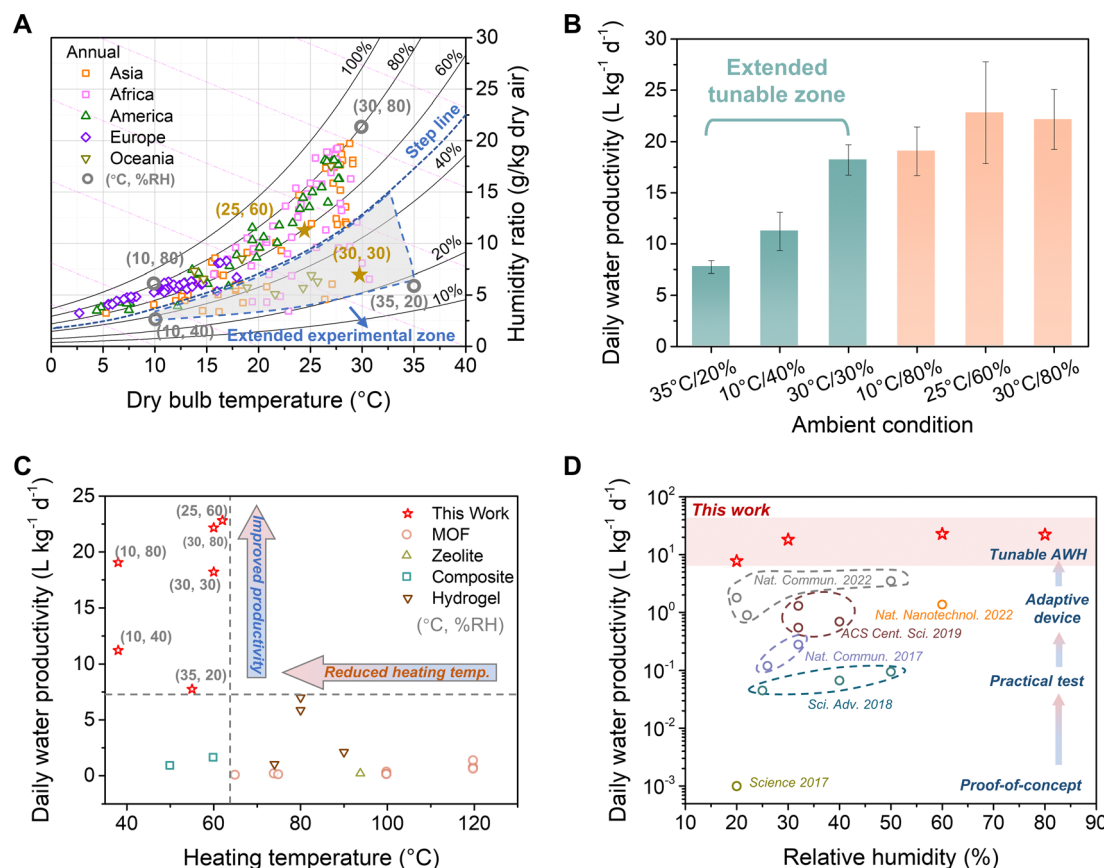 A
Annual
Asia
Africa
America
Europe
Oceania
(°C, %RH)
100%
80%
60%
40%
20%
10%
(30, 80)
Step line
(25, 60)
(10, 80)
(30, 30)
(35, 20)
(10, 40)
Extended experimental zone
0 5 10 15 20 25 30 35 40
Dry bulb temperature (°C)
30
25
20
15
10
5
0
Humidity ratio (g/kg dry air)
B
Daily water productivity (L kg⁻¹ d⁻¹)
30
25
20
15
10
5
0
Extended
tunable zone
35°C/20% 10°C/40% 30°C/30% 10°C/80% 25°C/60% 30°C/80%
Ambient condition
C
Daily water productivity (L kg⁻¹ d⁻¹)
25
20
15
10
5
0
(25, 60)
(30, 80)
(10, 80)
(30, 30)
(10, 40)
(35, 20)
Improved productivity
This Work
MOF
Zeolite
Composite
Hydrogel
(°C, %RH)
Reduced heating temp.
40 60 80 100 120
Heating temperature (°C)
D
Daily water productivity (L kg⁻¹ d⁻¹)
10²
10¹
10⁰
10⁻¹
10⁻²
10⁻³
This work
Tunable AWH
Nat. Commun. 2022
Adaptive
device
Nat. Nanotechnol. 2022
ACS Cent. Sci. 2019
Nat. Commun. 2017
Practical test
Sci. Adv. 2018
Science 2017
Proof-of-concept
10 20 30 40 50 60 70 80 90
Relative humidity (%)